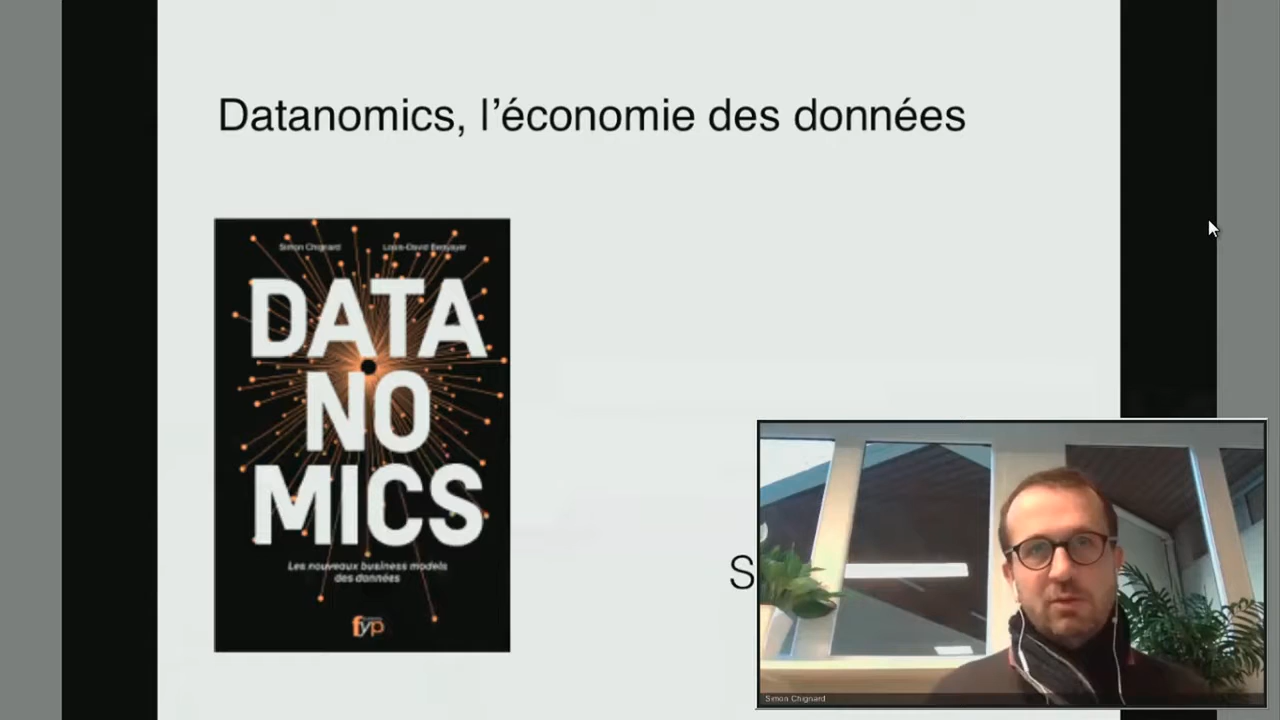 Datanomics, l'économie des données
Simon Chignard
Louis-David Benyayer
DATA
NO
MICS
Les nouveaux business models
des données
fyp
S
Simon Chignard